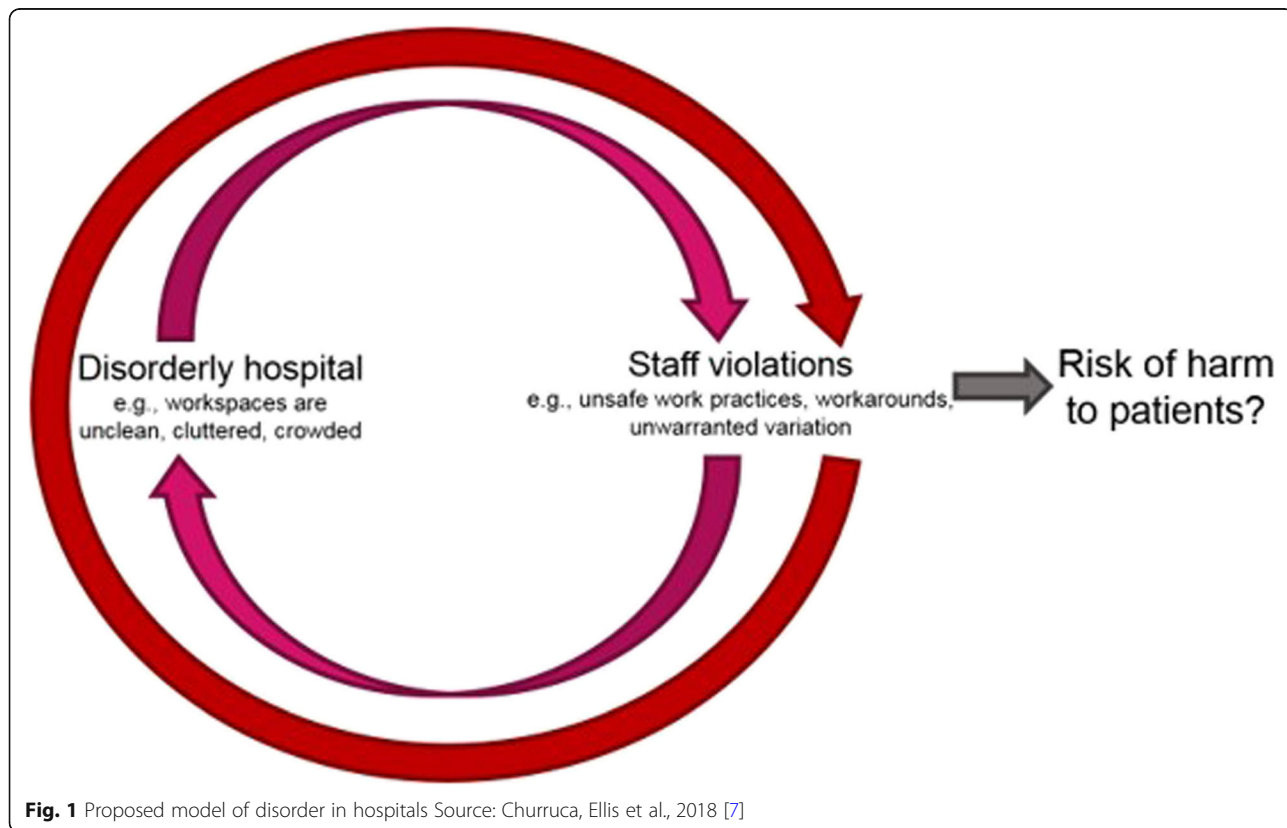 Disorderly hospital
e.g., workspaces are
unclean, cluttered, crowded
Staff violations
e.g., unsafe work practices, workarounds,
unwarranted variation
Risk of harm
to patients?
Fig. 1 Proposed model of disorder in hospitals Source: Churruca, Ellis et al., 2018 [7]